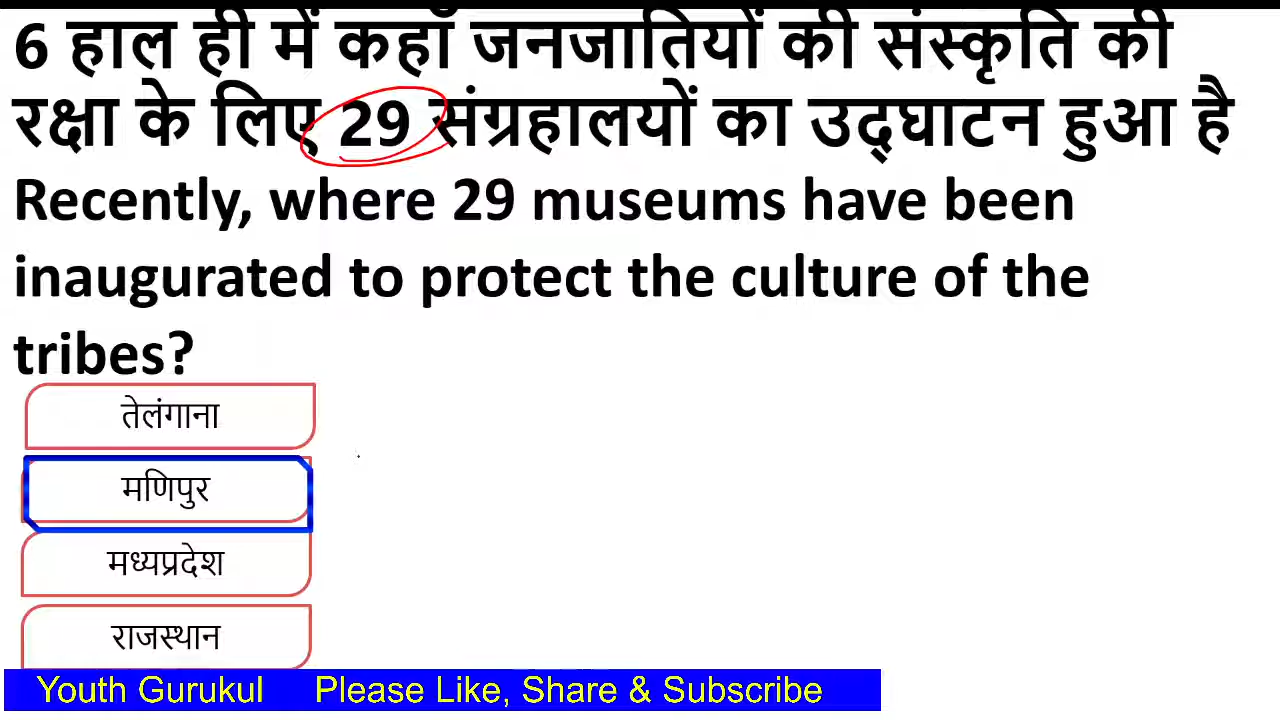 6 हाल ही में कहाँ जनजातियों की संस्कृति की
रक्षा के लिए 29 संग्रहालयों का उद्घाटन हुआ है
Recently, where 29 museums have been
inaugurated to protect the culture of the
tribes?
तेलंगाना
मणिपुर
मध्यप्रदेश
राजस्थान
Youth Gurukul Please Like, Share & Subscribe